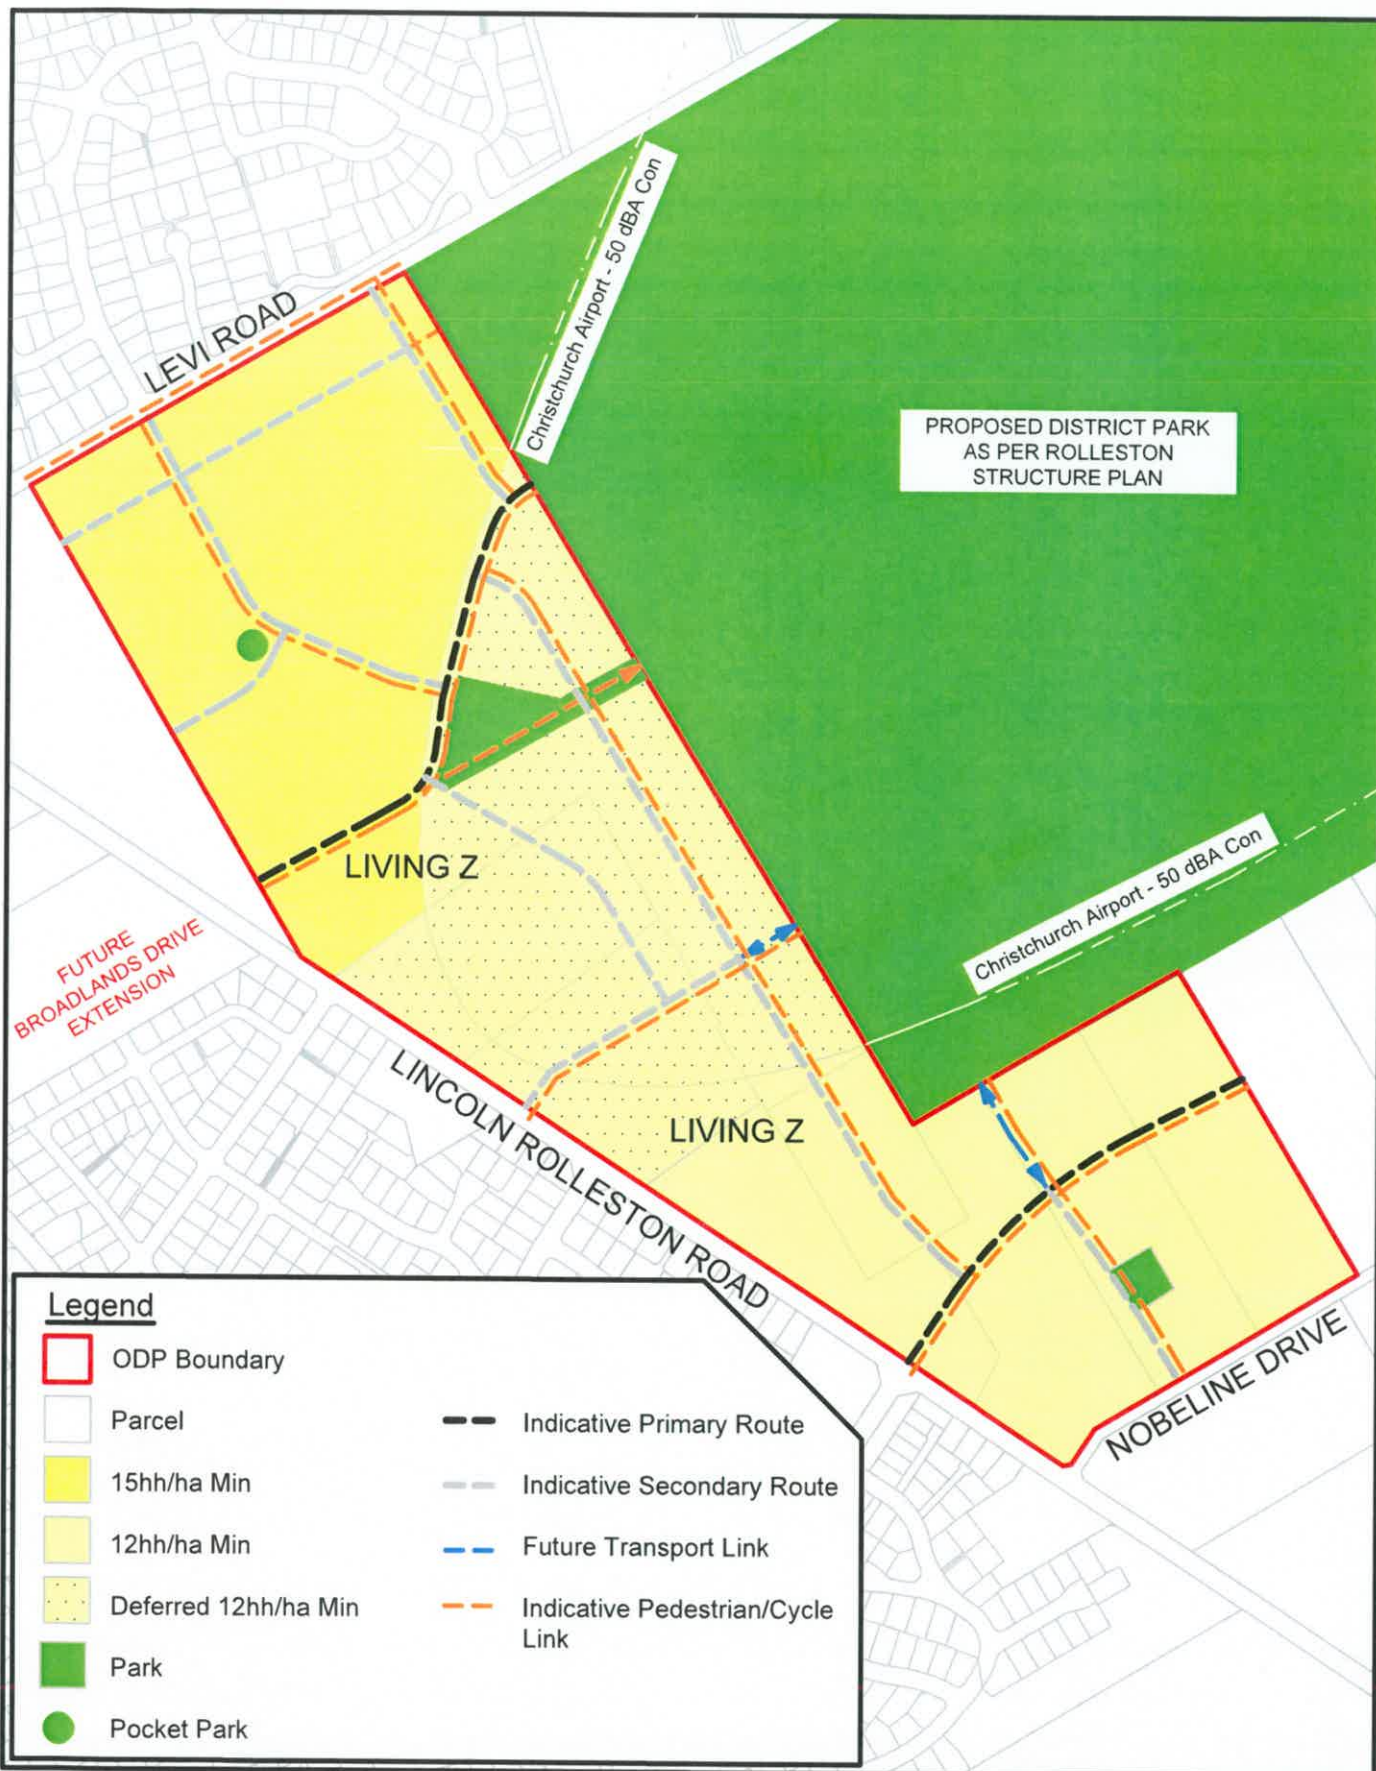 Christchurch Airport - 50 dBA Con
LEVI ROAD
PROPOSED DISTRICT PARK
AS PER ROLLESTON
STRUCTURE PLAN
LIVING Z
Christchurch Airport - 50 dBA Con
FUTURE
BROADLANDS DRIVE
EXTENSION
LINCOLN ROLLESTON ROAD
LIVING Z
NOBELINE DRIVE
Legend
ODP Boundary
Parcel
15hh/ha Min
12hh/ha Min
Deferred 12hh/ha Min
Park
Pocket Park
Indicative Primary Route
Indicative Secondary Route
Future Transport Link
Indicative Pedestrian/Cycle
Link